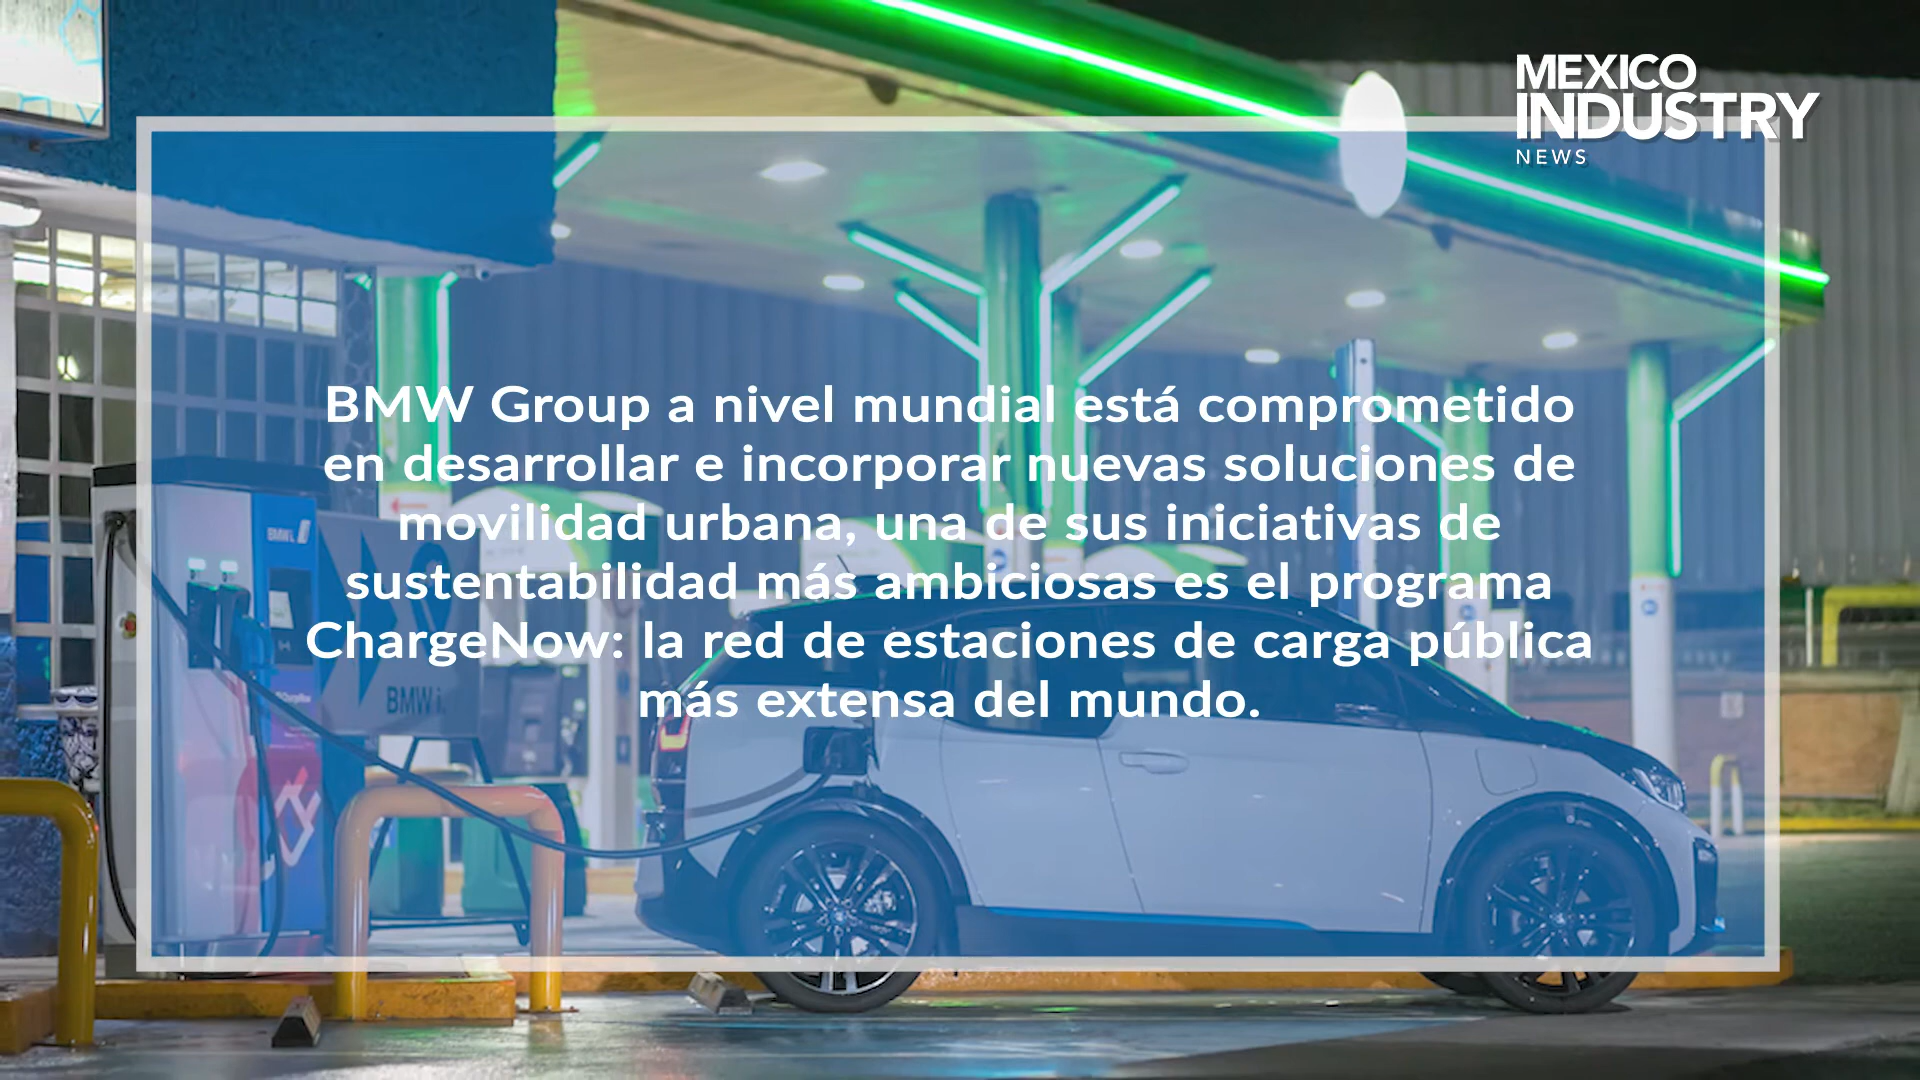 MEXICO
INDUSTRY
NEWS
BMW Group a nivel mundial está comprometido
en desarrollar e incorporar nuevas soluciones de
movilidad urbana, una de sus iniciativas de
sustentabilidad más ambiciosas es el programa
ChargeNow: la red de estaciones de carga pública
más extensa del mundo.
BMW i
BMW i.